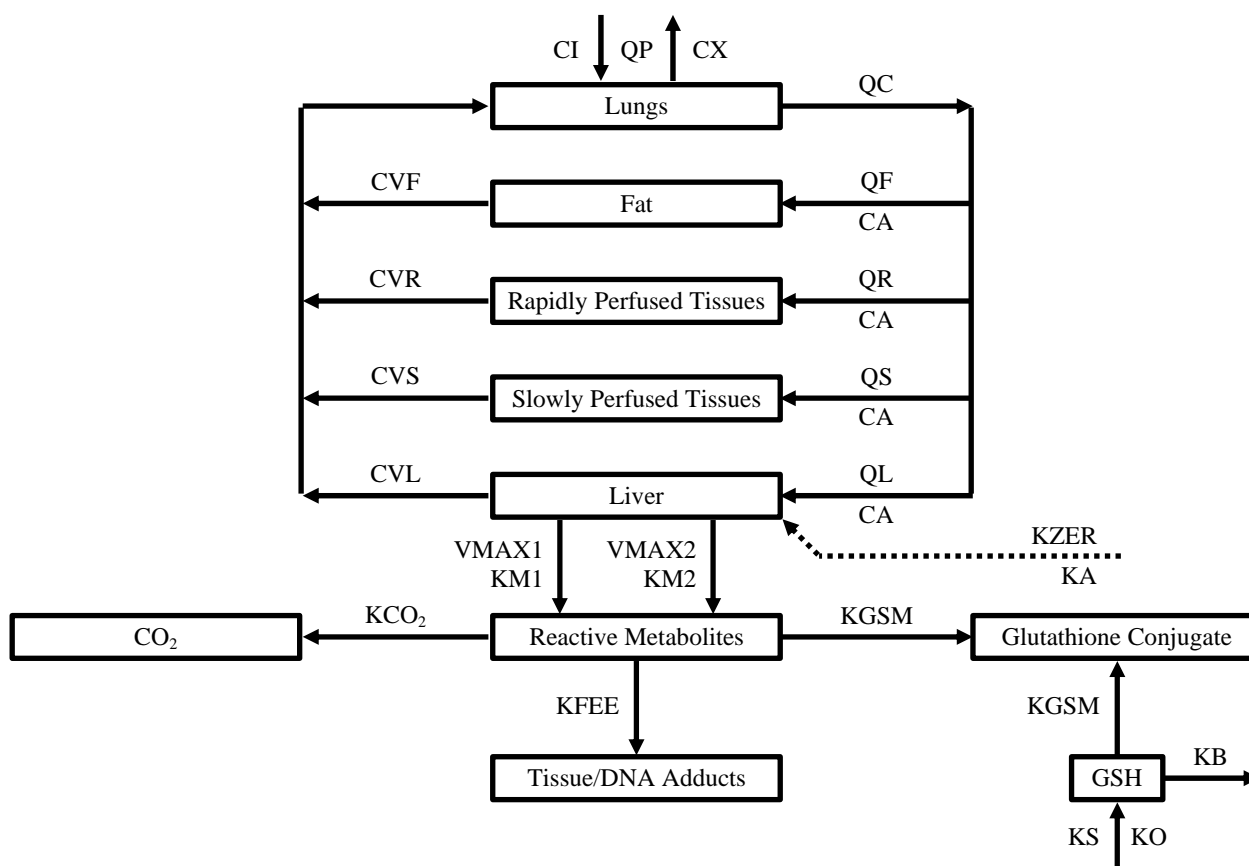 CI QP CX
Lungs
QC
CVF
Fat
QF
CA
CVR
Rapidly Perfused Tissues
QR
CA
CVS
Slowly Perfused Tissues
QS
CA
CVL
Liver
QL
CA
VMAX1
KM1
VMAX2
KM2
KZER
KA
CO₂
KCO₂
Reactive Metabolites
KGSM
Glutathione Conjugate
KFEE
KGSM
Tissue/DNA Adducts
GSH
KB
KS KO